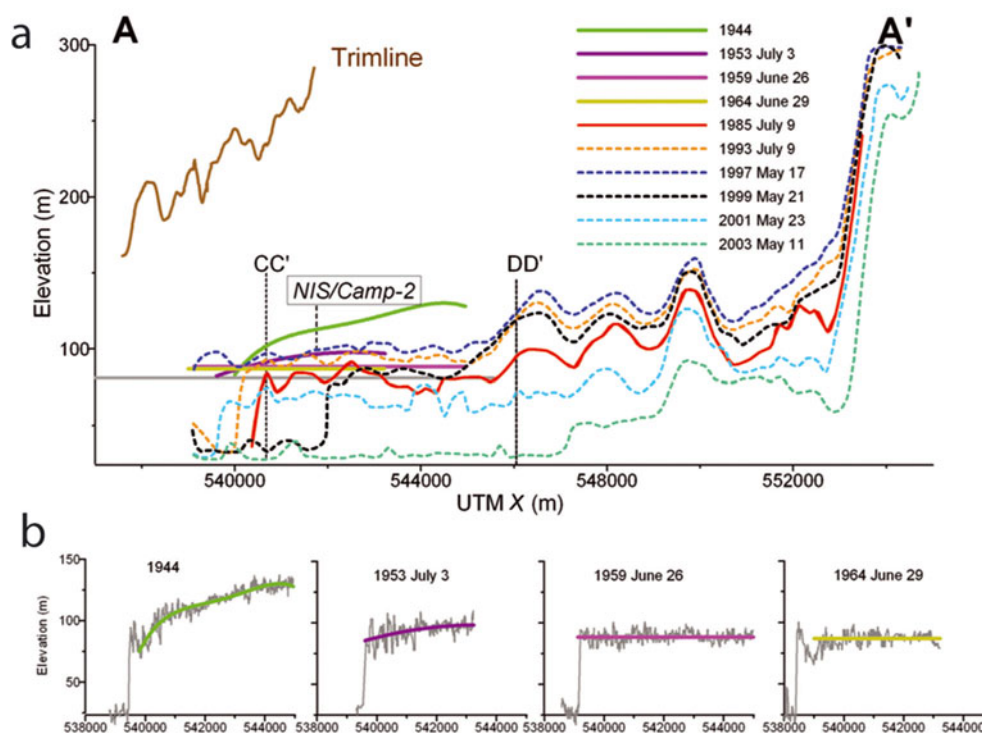 a
A
A'
300
200
100
Elevation (m)
Trimline
1944
1953 July 3
1959 June 26
1964 June 29
1985 July 9
1993 July 9
1997 May 17
1999 May 21
2001 May 23
2003 May 11
CC'
NIS/Camp-2
DD'
540000 544000 548000 552000
UTM X (m)
b
150
100
50
Elevation (m)
1944
1953 July 3
1959 June 26
1964 June 29
538000 540000 542000 544000
538000 540000 542000 544000
538000 540000 542000 544000
538000 540000 542000 544000